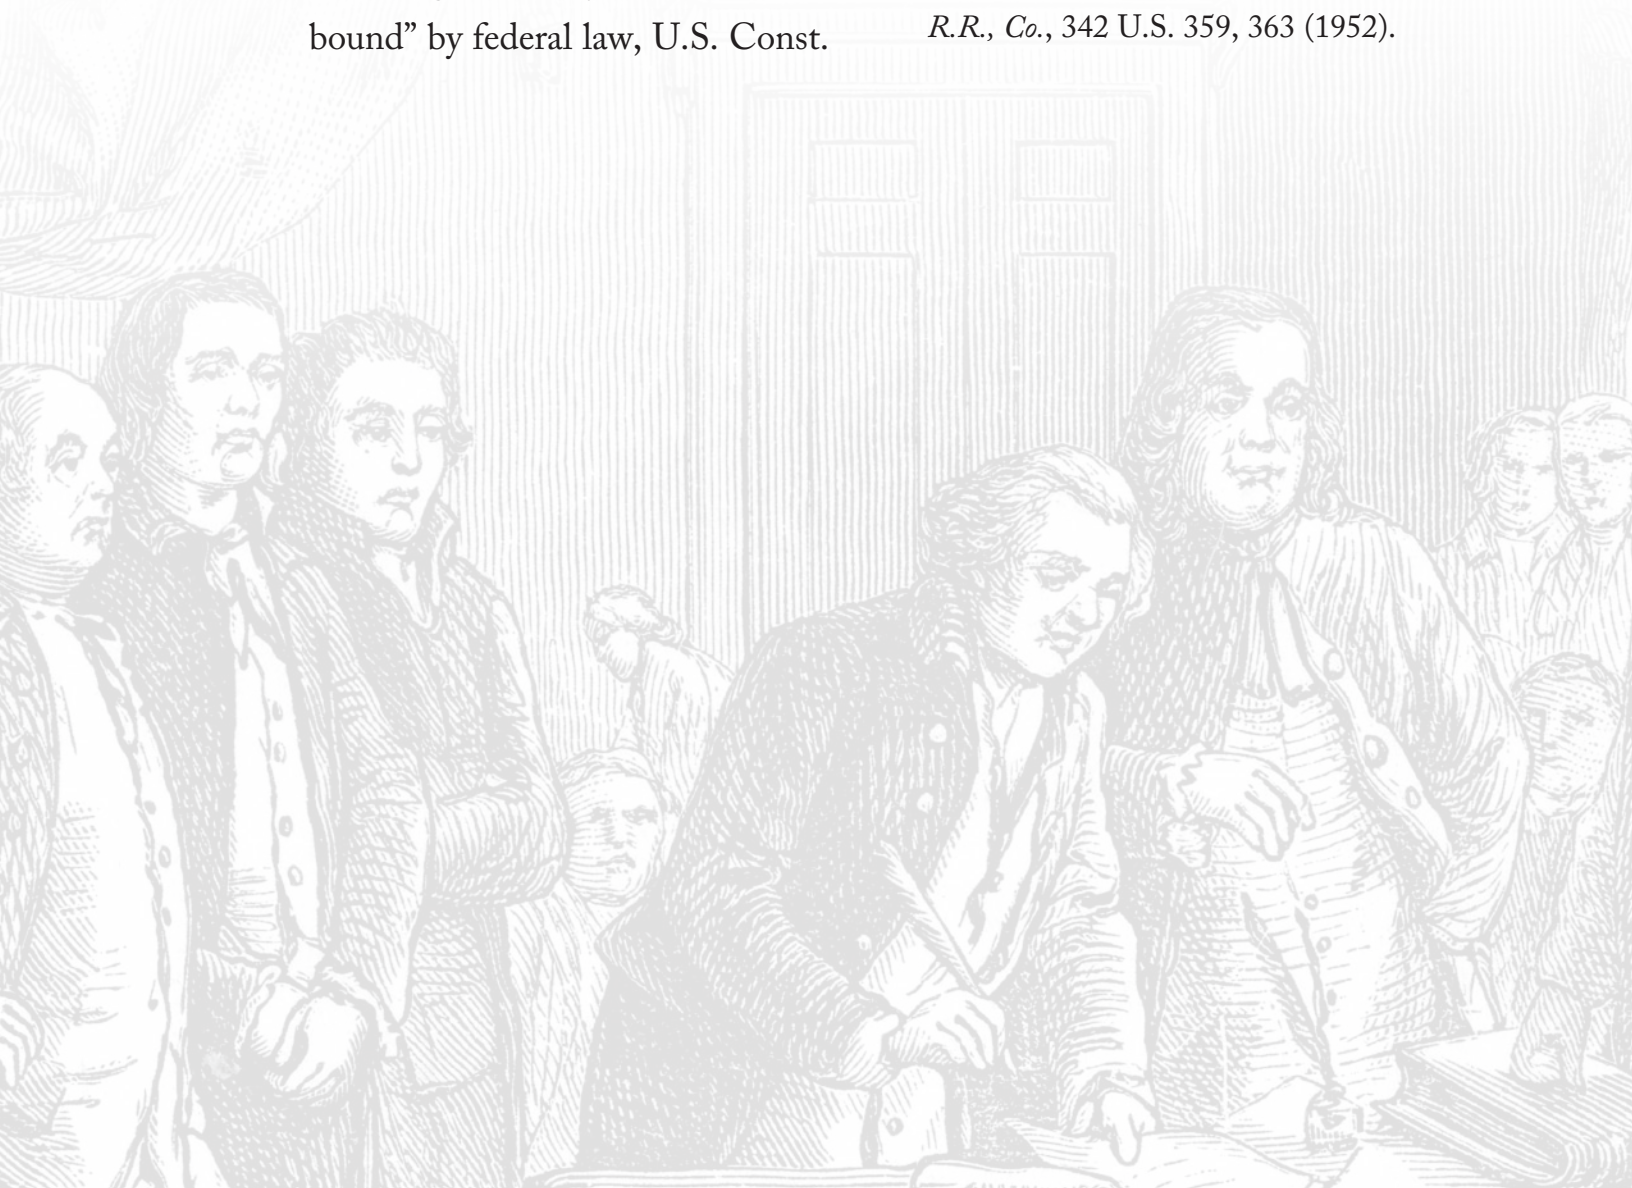 bound” by federal law, U.S. Const.
R.R., Co., 342 U.S. 359, 363 (1952).